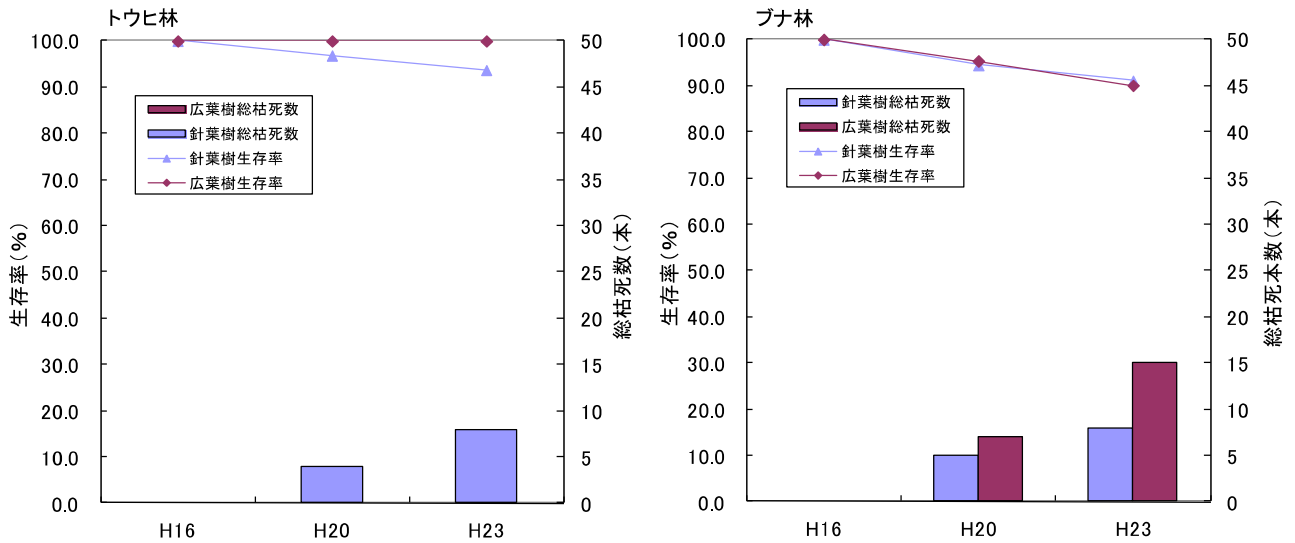 トウヒ林
100.0
90.0
80.0
70.0
60.0
50.0
40.0
30.0
20.0
10.0
0.0
生存率(%)
広葉樹総枯死数
針葉樹総枯死数
針葉樹生存率
広葉樹生存率
50
45
40
35
30
25
20
15
10
5
0
総枯死数(本)
H16
H20
H23
ブナ林
100.0
90.0
80.0
70.0
60.0
50.0
40.0
30.0
20.0
10.0
0.0
生存率(%)
針葉樹総枯死数
広葉樹総枯死数
針葉樹生存率
広葉樹生存率
50
45
40
35
30
25
20
15
10
5
0
総枯死本数(本)
H16
H20
H23